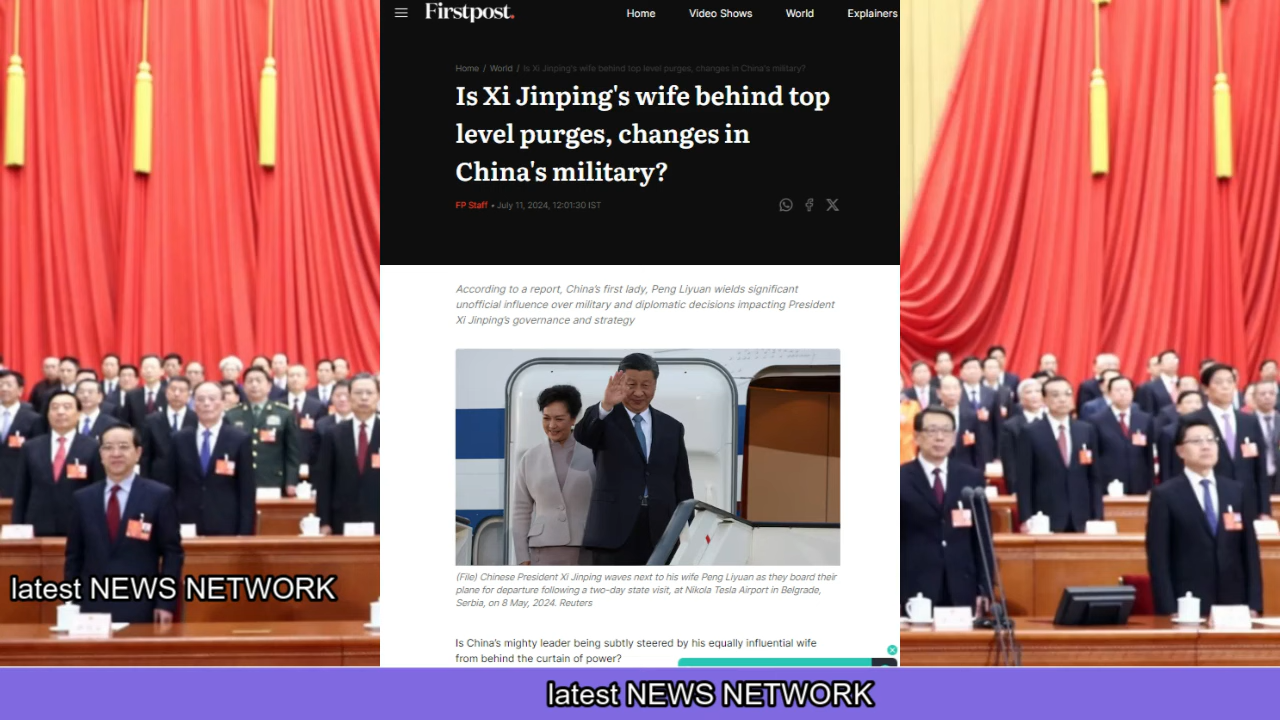 Firstpost.
Home Video Shows World Explainers
Home / World / Is Xi Jinping's wife behind top level purges, changes in China's military?
Is Xi Jinping's wife behind top
level purges, changes in
China's military?
FP Staff • July 11, 2024, 12:01:30 IST
According to a report, China's first lady, Peng Liyuan wields significant
unofficial influence over military and diplomatic decisions impacting President
Xi Jinping's governance and strategy
(File) Chinese President Xi Jinping waves next to his wife Peng Liyuan as they board their
plane for departure following a two-day state visit, at Nikola Tesla Airport in Belgrade,
Serbia, on 8 May, 2024. Reuters
Is China's mighty leader being subtly steered by his equally influential wife
from behind the curtain of power?
latest NEWS NETWORK
latest NEWS NETWORK